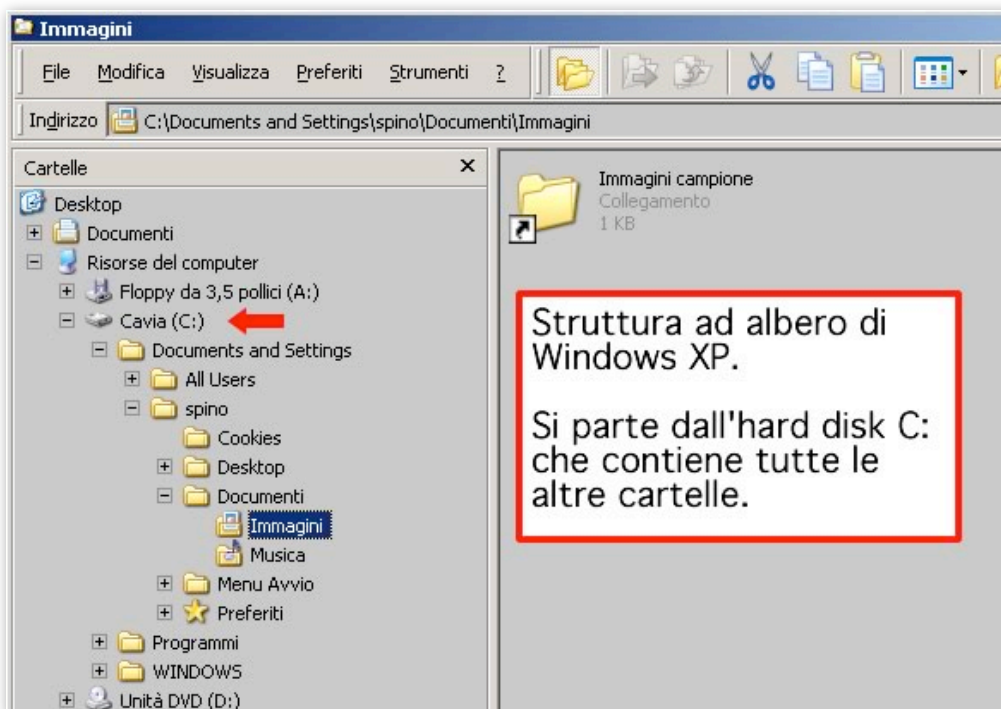 Immagini
File Modifica Visualizza Preferiti Strumenti ?
Indirizzo C:\Documents and Settings\spino\Documenti\Immagini
Cartelle
Desktop
Documenti
Risorse del computer
Floppy da 3,5 pollici (A:)
Cavia (C:)
Documents and Settings
All Users
spino
Cookies
Desktop
Documenti
Immagini
Musica
Menu Avvio
Preferiti
Programmi
WINDOWS
Unità DVD (D:)
Immagini campione
Collegamento
1 KB
Struttura ad albero di
Windows XP.
Si parte dall'hard disk C:
che contiene tutte le
altre cartelle.